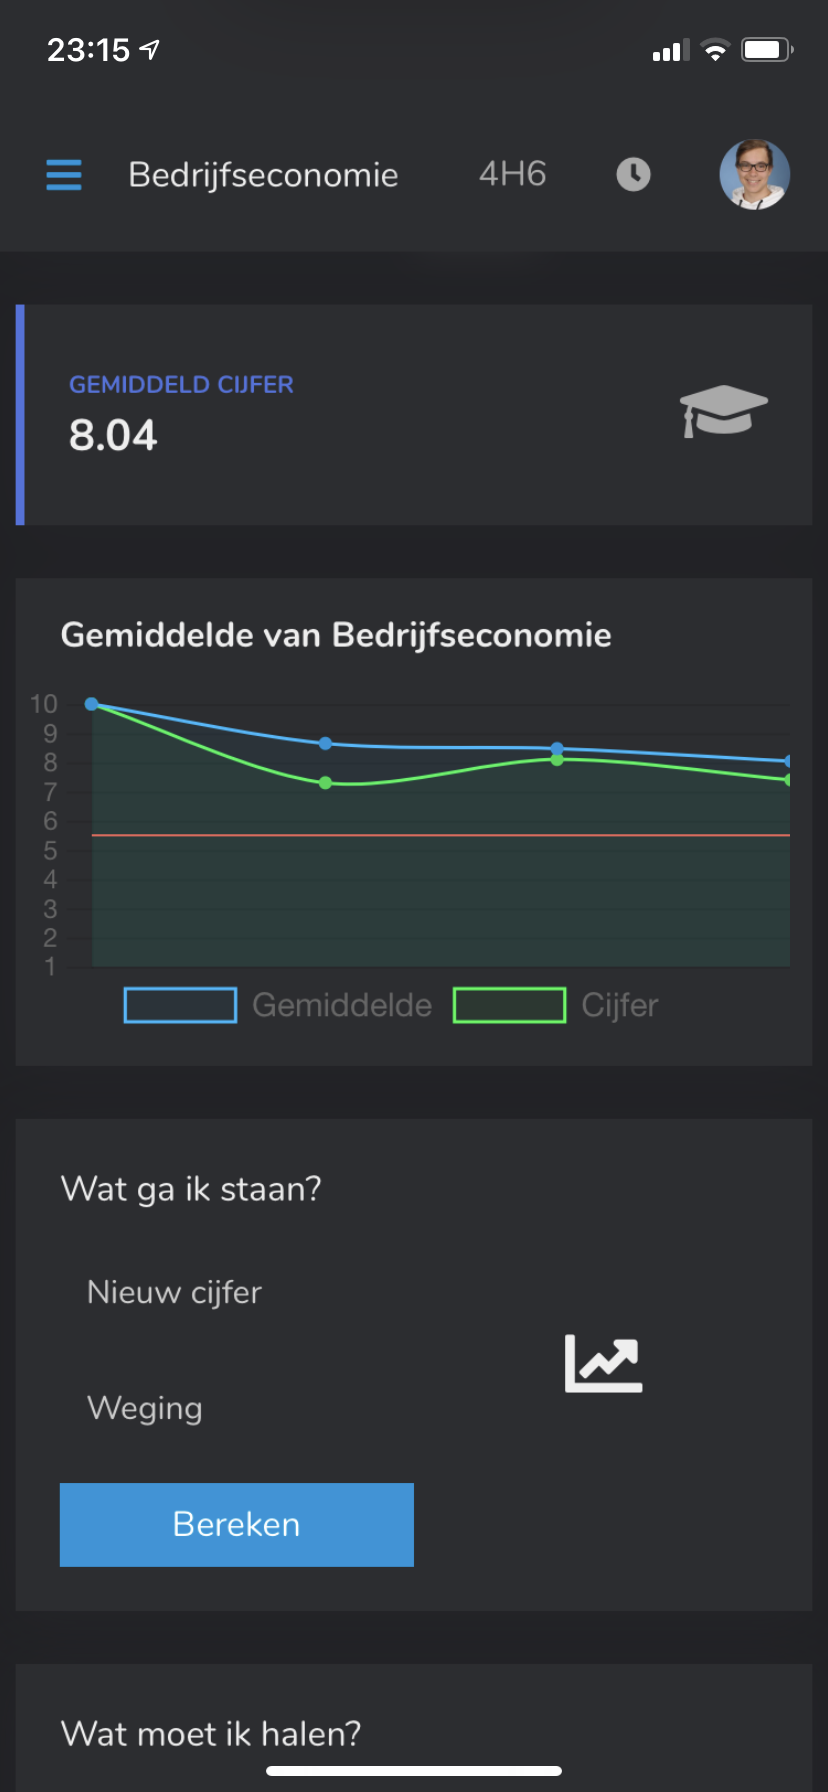 23:15
Bedrijfseconomie 4H6
GEMIDDELD CIJFER
8.04
Gemiddelde van Bedrijfseconomie
10
9
8
7
6
5
4
3
2
1
Gemiddelde Cijfer
Wat ga ik staan?
Nieuw cijfer
Weging
Bereken
Wat moet ik halen?